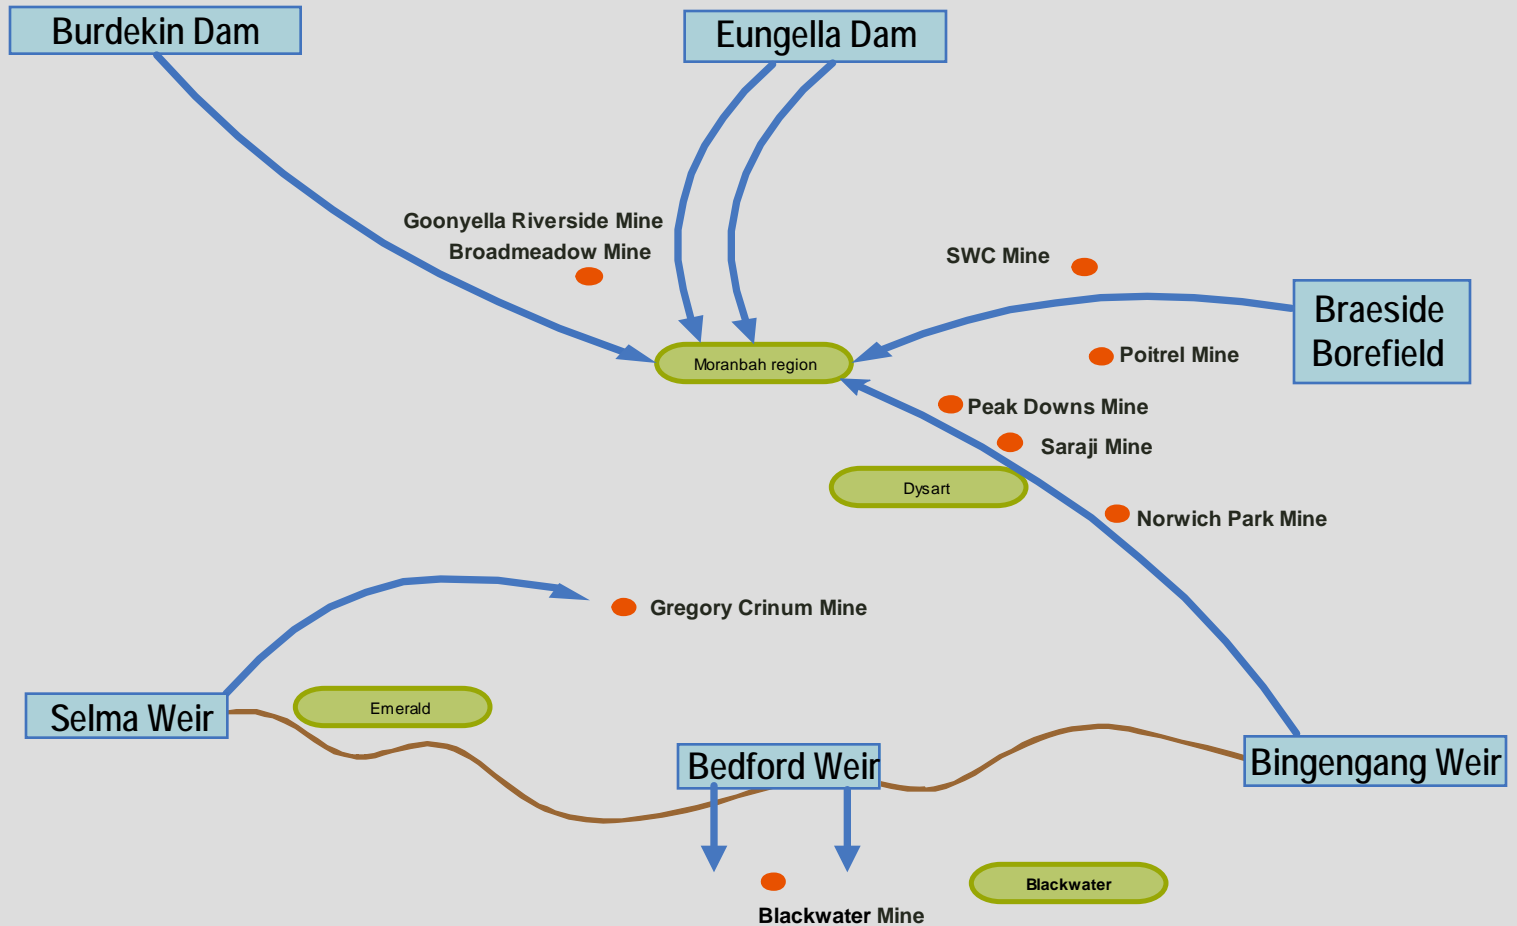 Burdekin Dam
Eungella Dam
Goonyella Riverside Mine
Broadmeadow Mine
SWC Mine
Braeside
Borefield
Moranbah region
Poitrel Mine
Peak Downs Mine
Saraji Mine
Dysart
Norwich Park Mine
Gregory Crinum Mine
Selma Weir
Emerald
Bedford Weir
Bingengang Weir
Blackwater
Blackwater Mine